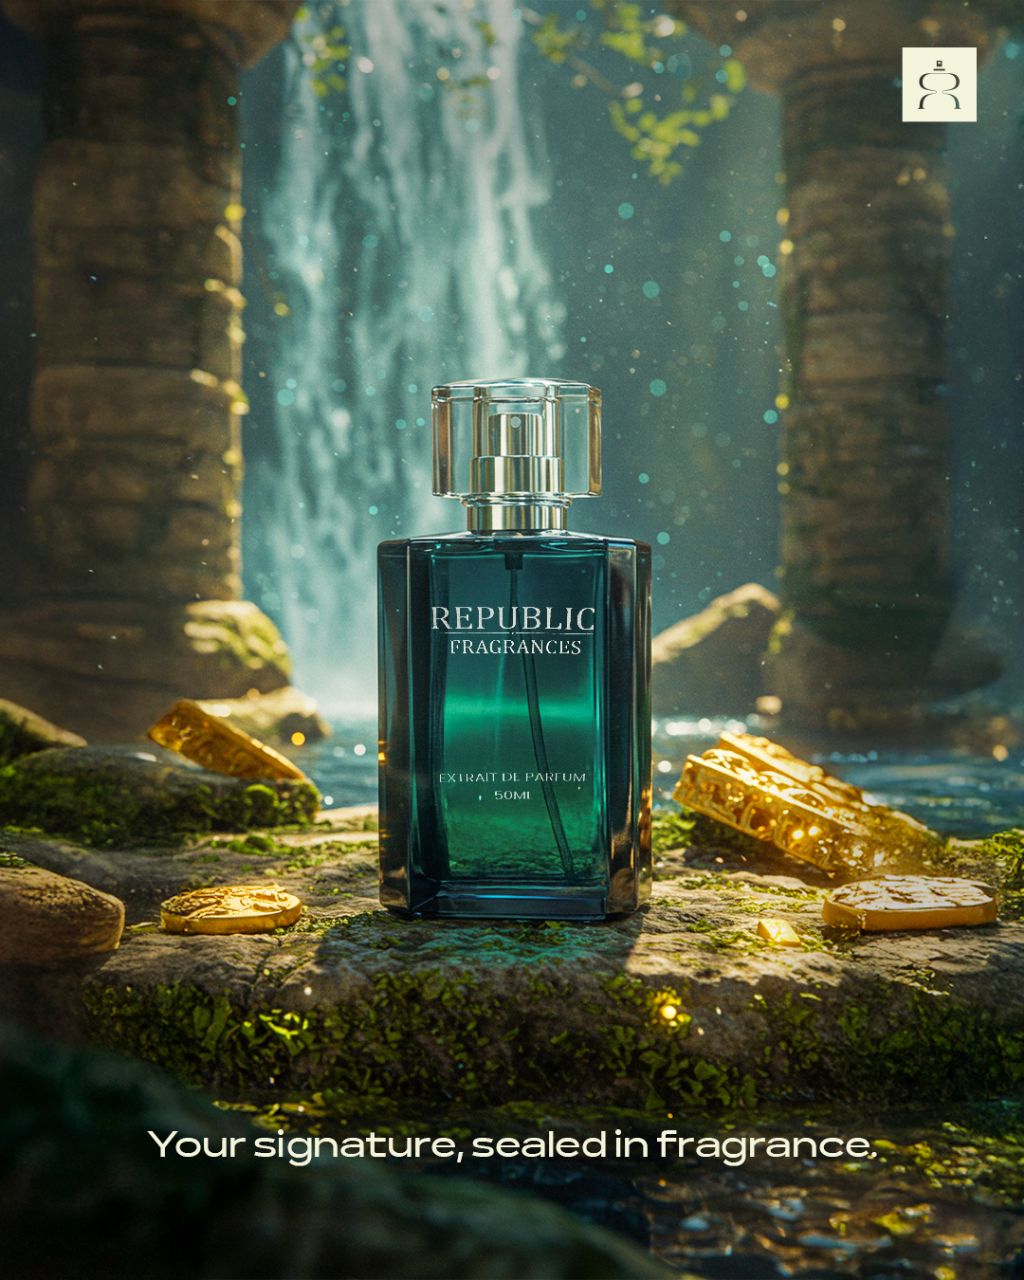 REPUBLIC
FRAGRANCES
EXTRAIT DE PARFUM
50ML
Your signature, sealed in fragrance.